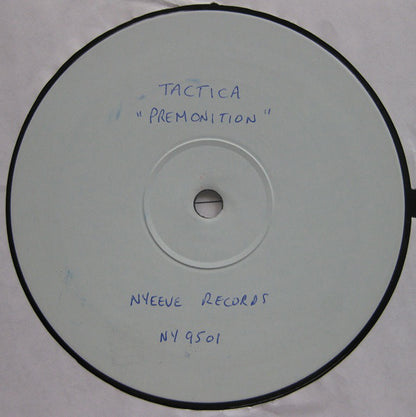 TACTICA
"PREMONITION"
NYEEVE RECORDS
NY 9501